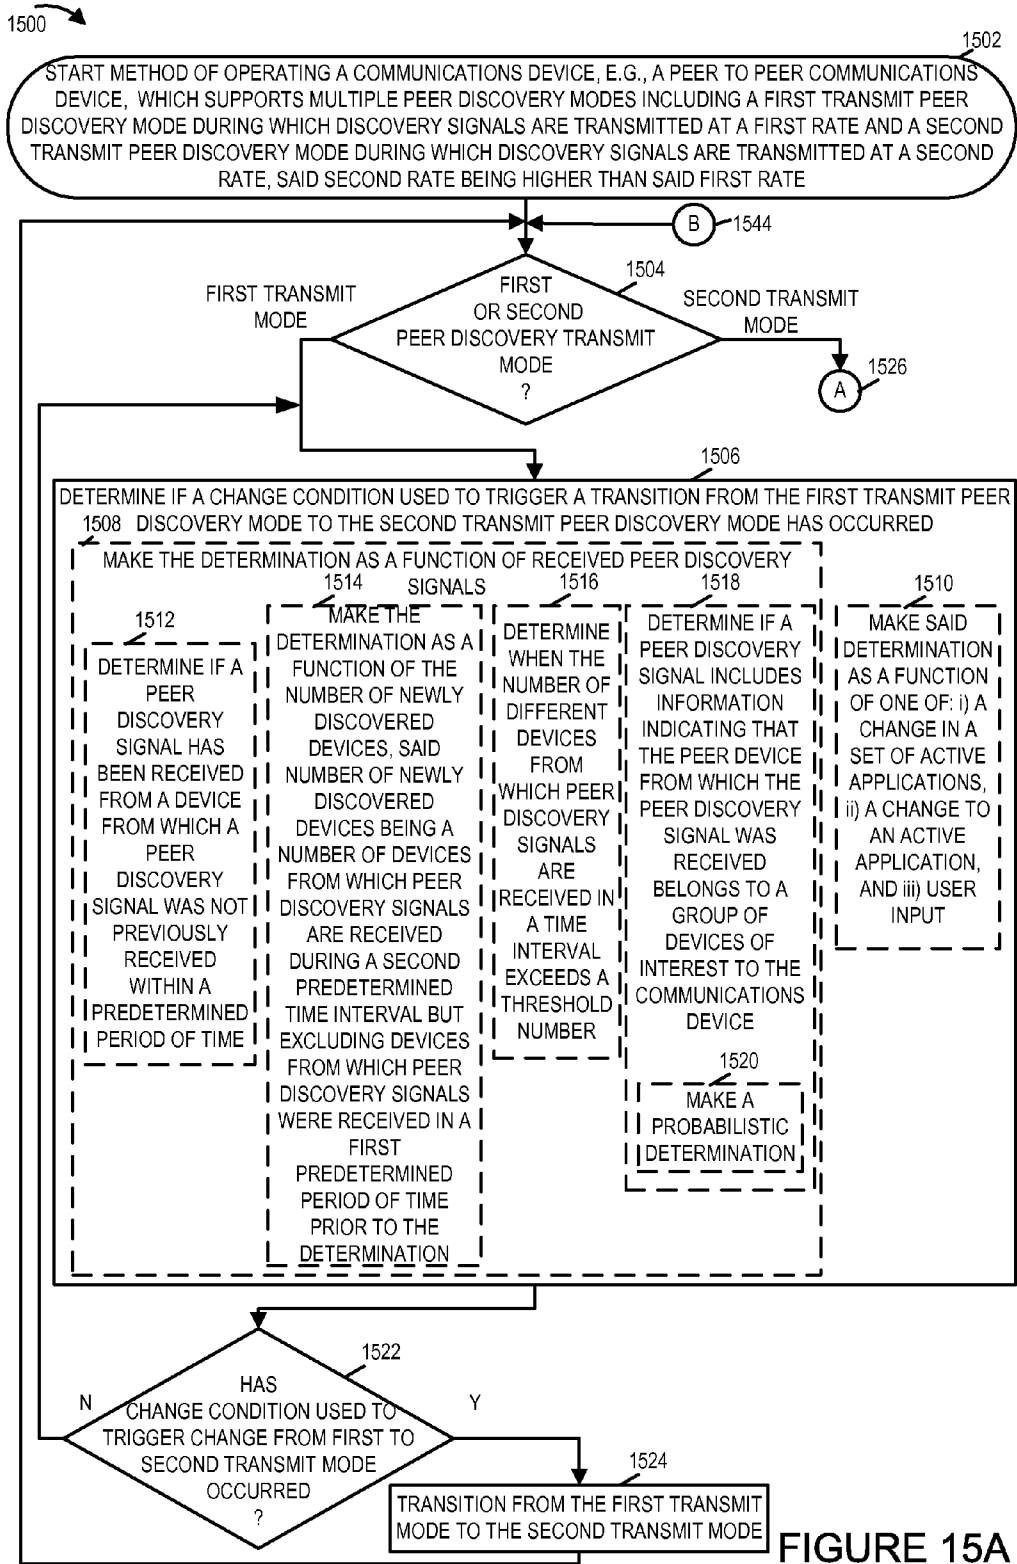 1500
1502
START METHOD OF OPERATING A COMMUNICATIONS DEVICE, E.G., A PEER TO PEER COMMUNICATIONS
DEVICE, WHICH SUPPORTS MULTIPLE PEER DISCOVERY MODES INCLUDING A FIRST TRANSMIT PEER
DISCOVERY MODE DURING WHICH DISCOVERY SIGNALS ARE TRANSMITTED AT A FIRST RATE AND A SECOND
TRANSMIT PEER DISCOVERY MODE DURING WHICH DISCOVERY SIGNALS ARE TRANSMITTED AT A SECOND
RATE, SAID SECOND RATE BEING HIGHER THAN SAID FIRST RATE
B
1544
1504
FIRST
OR SECOND
PEER DISCOVERY TRANSMIT
MODE
?
FIRST TRANSMIT
MODE
SECOND TRANSMIT
MODE
A
1526
1506
DETERMINE IF A CHANGE CONDITION USED TO TRIGGER A TRANSITION FROM THE FIRST TRANSMIT PEER
DISCOVERY MODE TO THE SECOND TRANSMIT PEER DISCOVERY MODE HAS OCCURRED
1508
MAKE THE DETERMINATION AS A FUNCTION OF RECEIVED PEER DISCOVERY
SIGNALS
1512
DETERMINE IF A
PEER
DISCOVERY
SIGNAL HAS
BEEN RECEIVED
FROM A DEVICE
FROM WHICH A
PEER
DISCOVERY
SIGNAL WAS NOT
PREVIOUSLY
RECEIVED
WITHIN A
PREDETERMINED
PERIOD OF TIME
1514
MAKE THE
DETERMINATION AS A
FUNCTION OF THE
NUMBER OF NEWLY
DISCOVERED
DEVICES, SAID
NUMBER OF NEWLY
DISCOVERED
DEVICES BEING A
NUMBER OF DEVICES
FROM WHICH PEER
DISCOVERY SIGNALS
ARE RECEIVED
DURING A SECOND
PREDETERMINED
TIME INTERVAL BUT
EXCLUDING DEVICES
FROM WHICH PEER
DISCOVERY SIGNALS
WERE RECEIVED IN A
FIRST
PREDETERMINED
PERIOD OF TIME
PRIOR TO THE
DETERMINATION
1516
DETERMINE
WHEN THE
NUMBER OF
DIFFERENT
DEVICES
FROM
WHICH PEER
DISCOVERY
SIGNALS
ARE
RECEIVED IN
A TIME
INTERVAL
EXCEEDS A
THRESHOLD
NUMBER
1518
DETERMINE IF A
PEER DISCOVERY
SIGNAL INCLUDES
INFORMATION
INDICATING THAT
THE PEER DEVICE
FROM WHICH THE
PEER DISCOVERY
SIGNAL WAS
RECEIVED
BELONGS TO A
GROUP OF
DEVICES OF
INTEREST TO THE
COMMUNICATIONS
DEVICE
1520
MAKE A
PROBABILISTIC
DETERMINATION
1510
MAKE SAID
DETERMINATION
AS A FUNCTION
OF ONE OF: i) A
CHANGE IN A
SET OF ACTIVE
APPLICATIONS,
ii) A CHANGE TO
AN ACTIVE
APPLICATION,
AND iii) USER
INPUT
1522
HAS
CHANGE CONDITION USED TO
TRIGGER CHANGE FROM FIRST TO
SECOND TRANSMIT MODE
OCCURRED
?
N
Y
1524
TRANSITION FROM THE FIRST TRANSMIT
MODE TO THE SECOND TRANSMIT MODE
FIGURE 15A